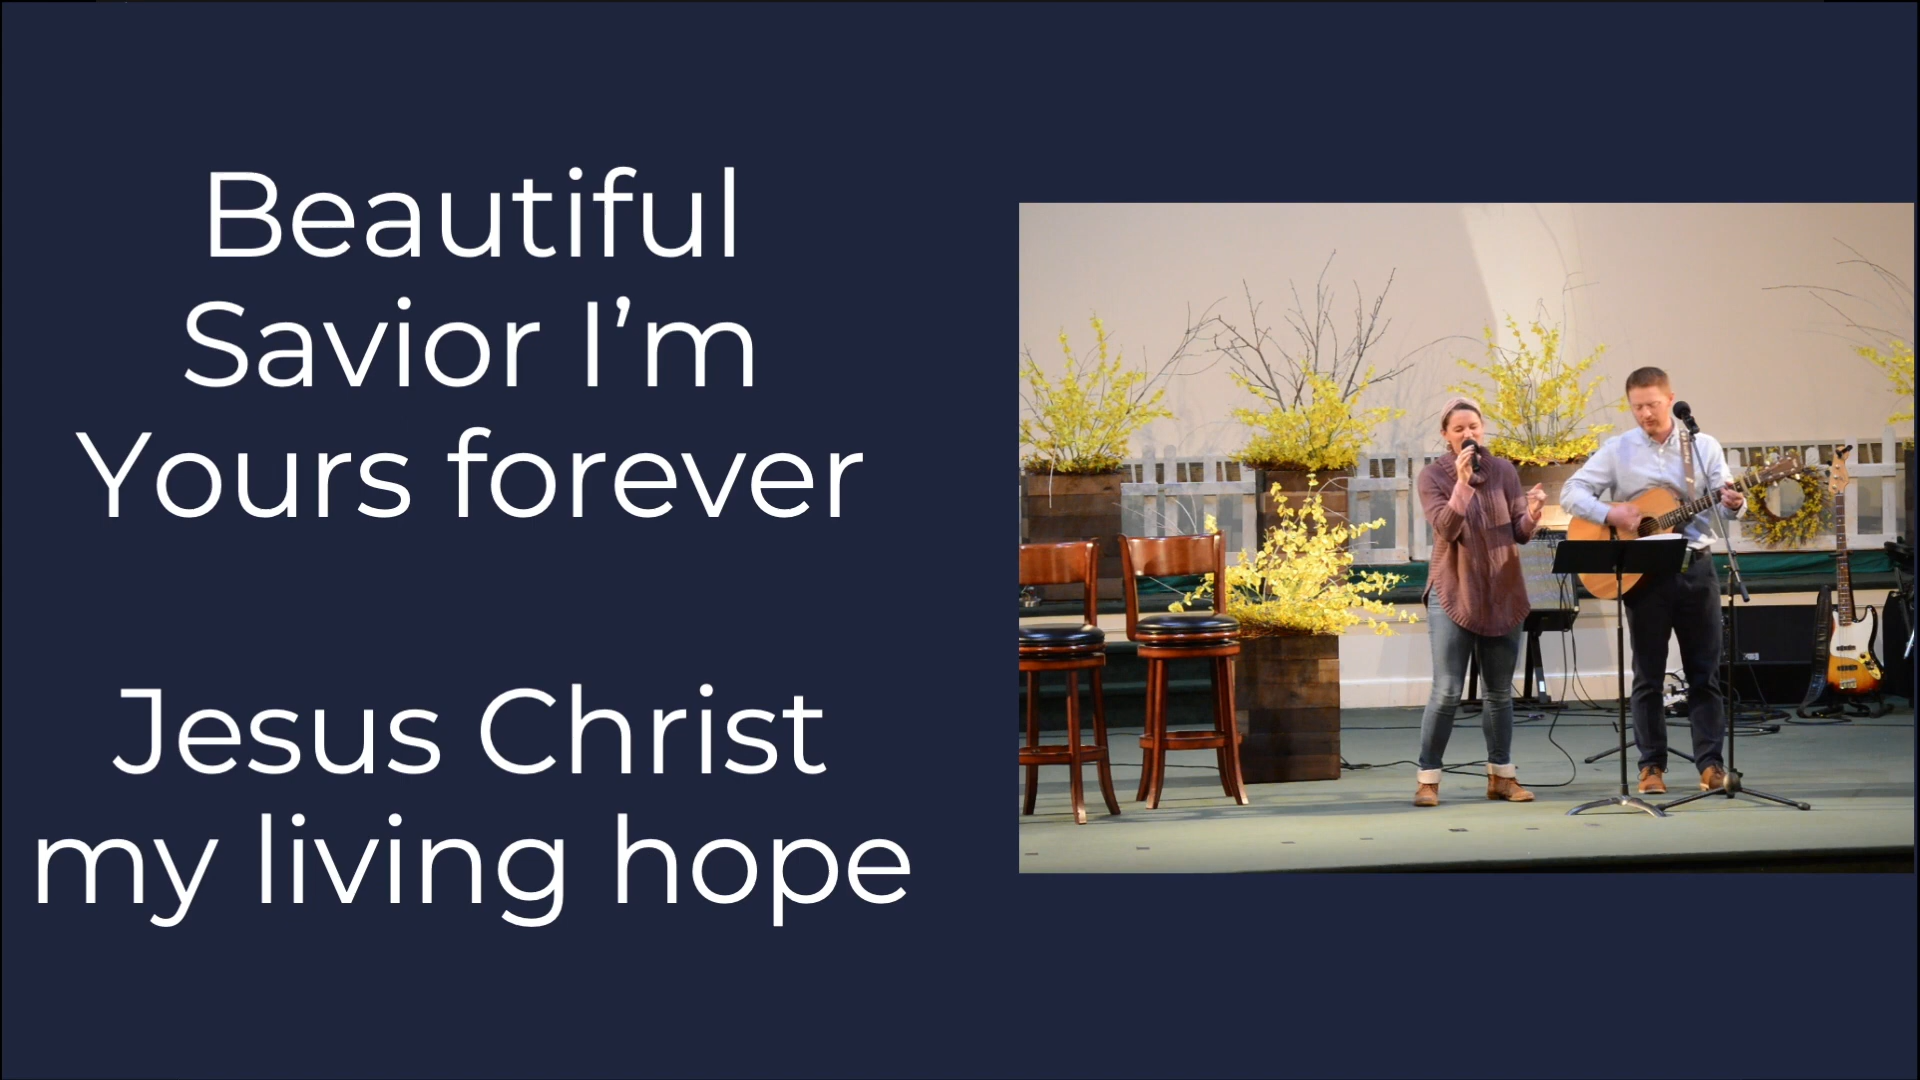 Beautiful
Savior I’m
Yours forever
Jesus Christ
my living hope